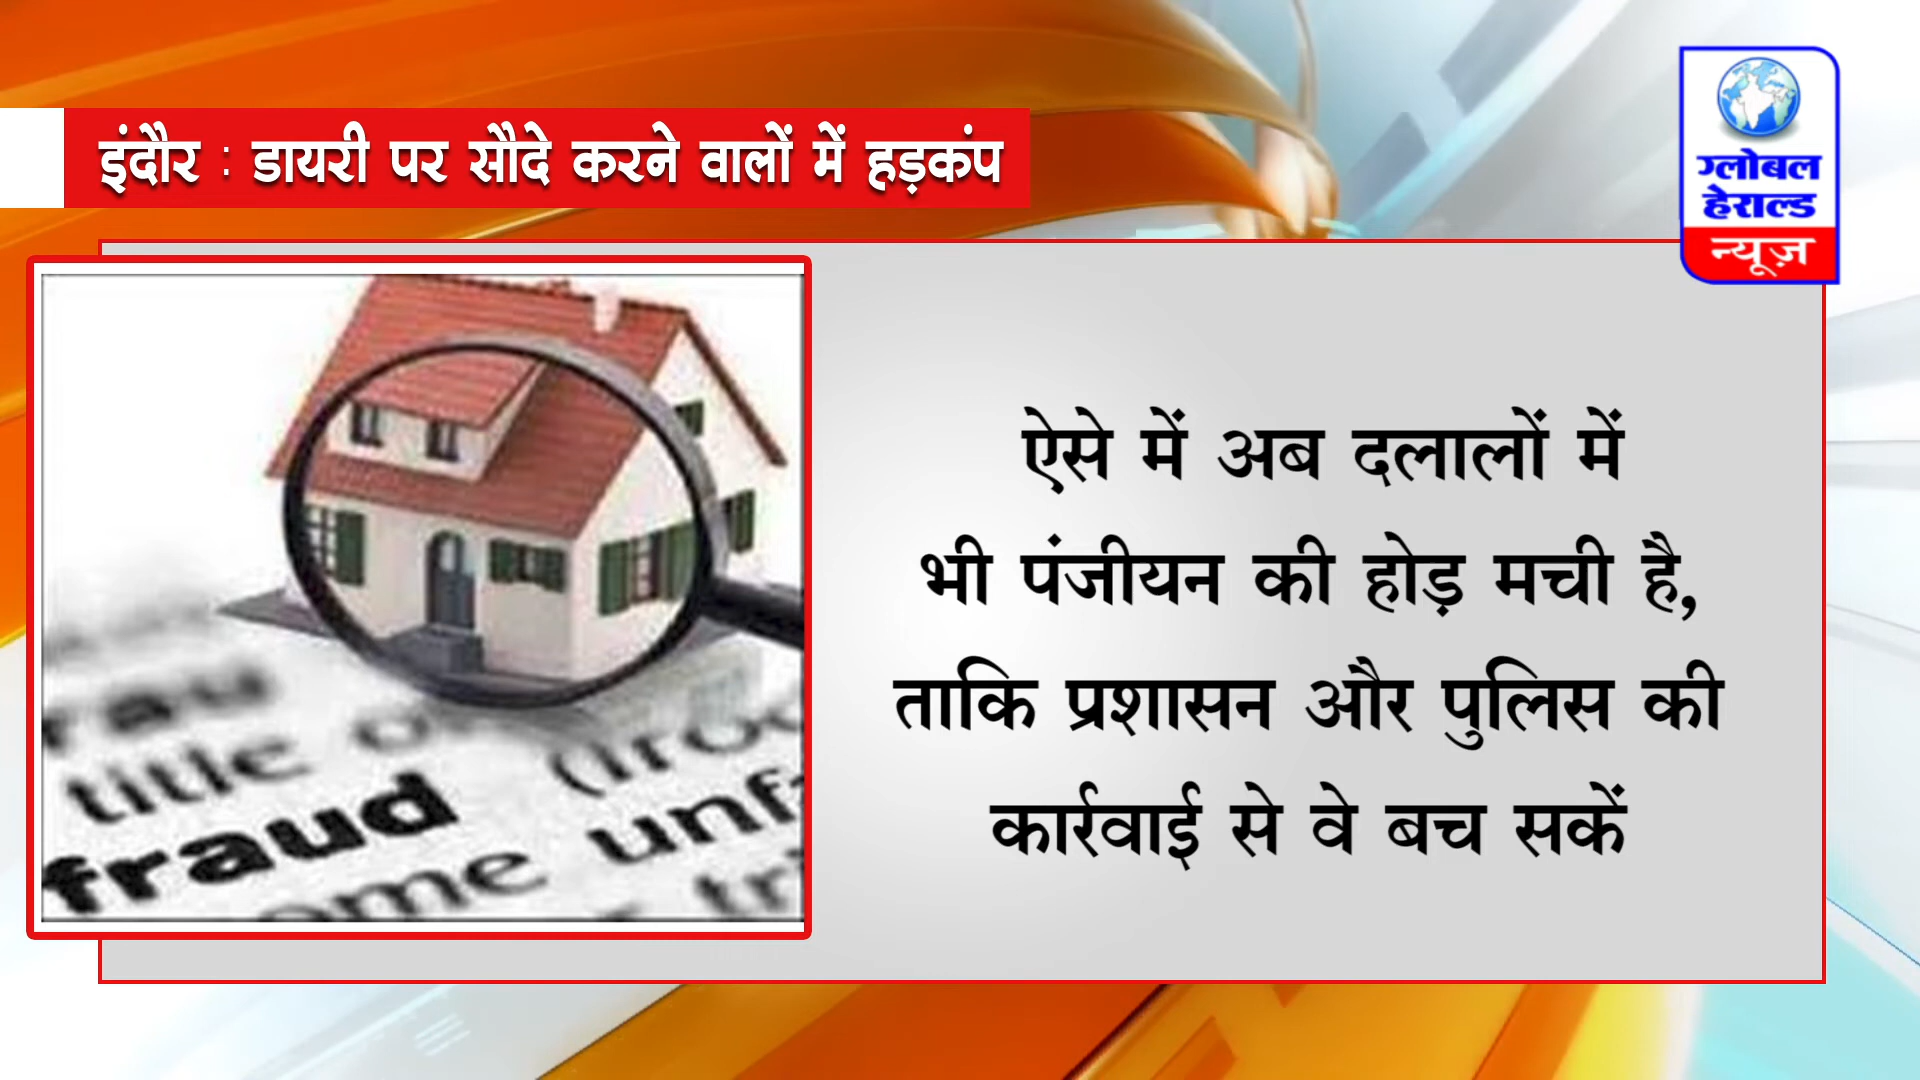 इंदौर : डायरी पर सौदे करने वालों में हड़कंप
ग्लोबल
हेराल्ड
न्यूज़
ऐसे में अब दलालों में
भी पंजीयन की होड़ मची है,
ताकि प्रशासन और पुलिस की
कार्रवाई से वे बच सकें
title
fraud